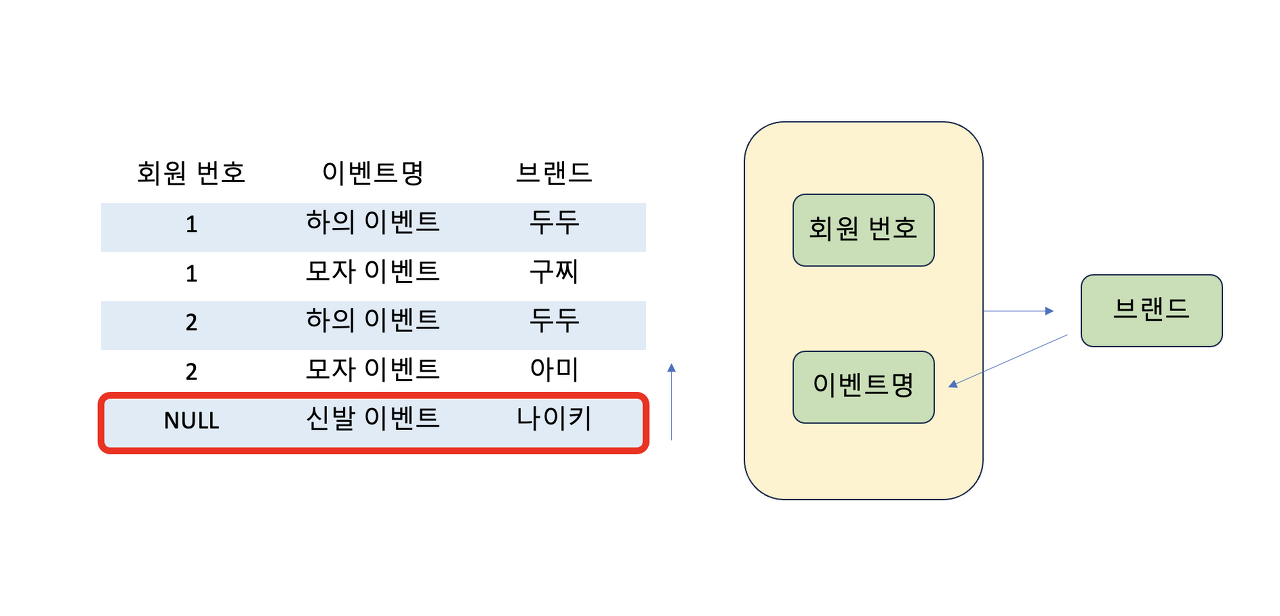 회원 번호 이벤트명 브랜드
1 하의 이벤트 두두
1 모자 이벤트 구찌
2 하의 이벤트 두두
2 모자 이벤트 아미
NULL 신발 이벤트 나이키
회원 번호
이벤트명
브랜드